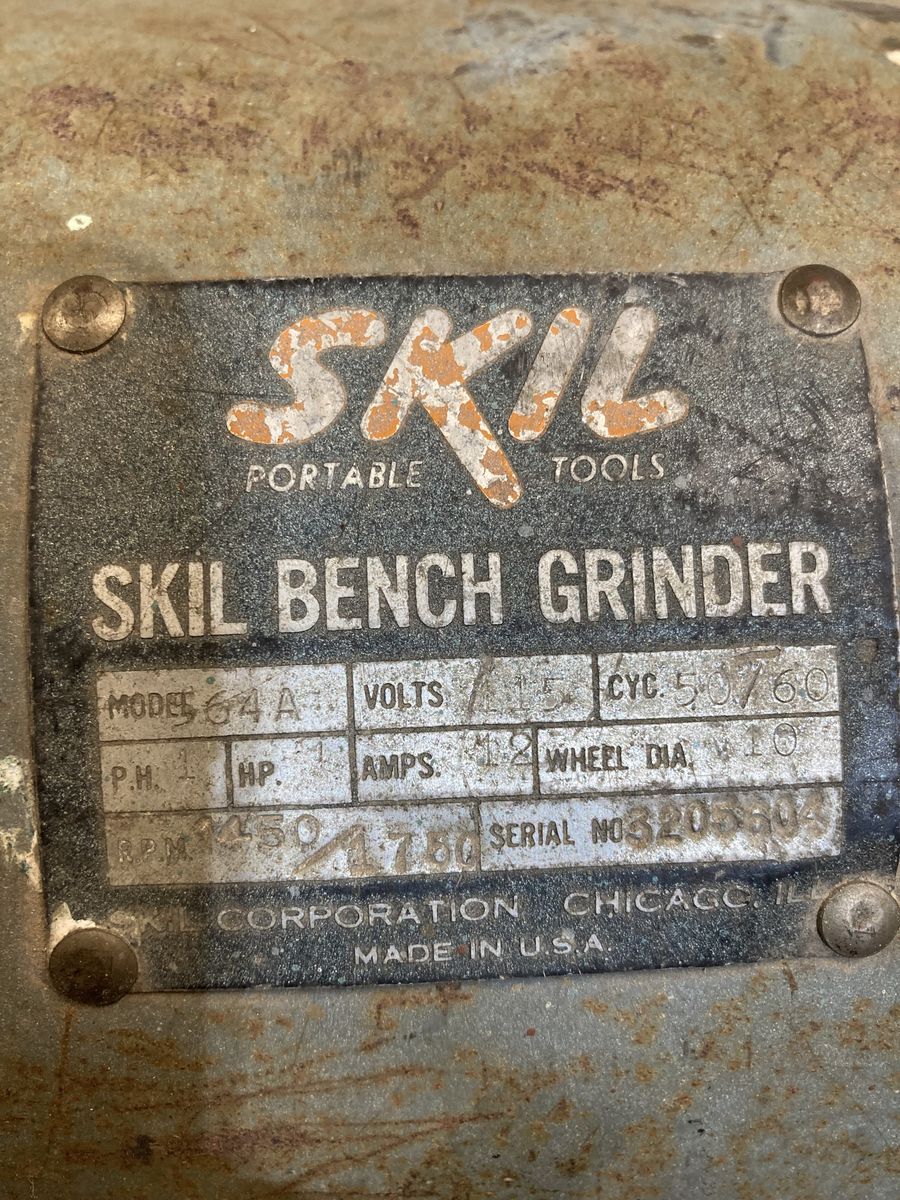 SKIL
PORTABLE TOOLS
SKIL BENCH GRINDER
MODEL 564A VOLTS 115 CYC. 50/60
P.H. 1 HP. 1 AMPS. 12 WHEEL DIA. 10
R.P.M. 1450/1750 SERIAL NO
SKIL CORPORATION CHICAGO, ILL
MADE IN U.S.A.